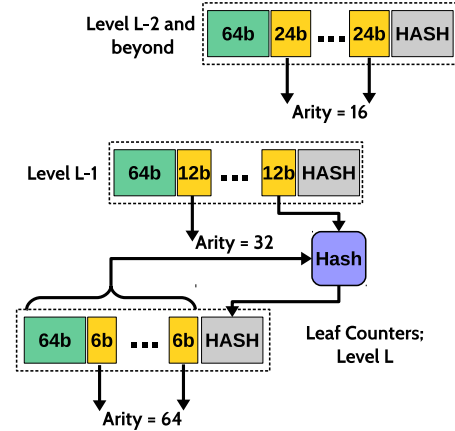 Level L-2 and
beyond
64b 24b ... 24b HASH
Arity = 16
Level L-1
64b 12b ... 12b HASH
Arity = 32
Hash
64b 6b ... 6b HASH
Leaf Counters;
Level L
Arity = 64